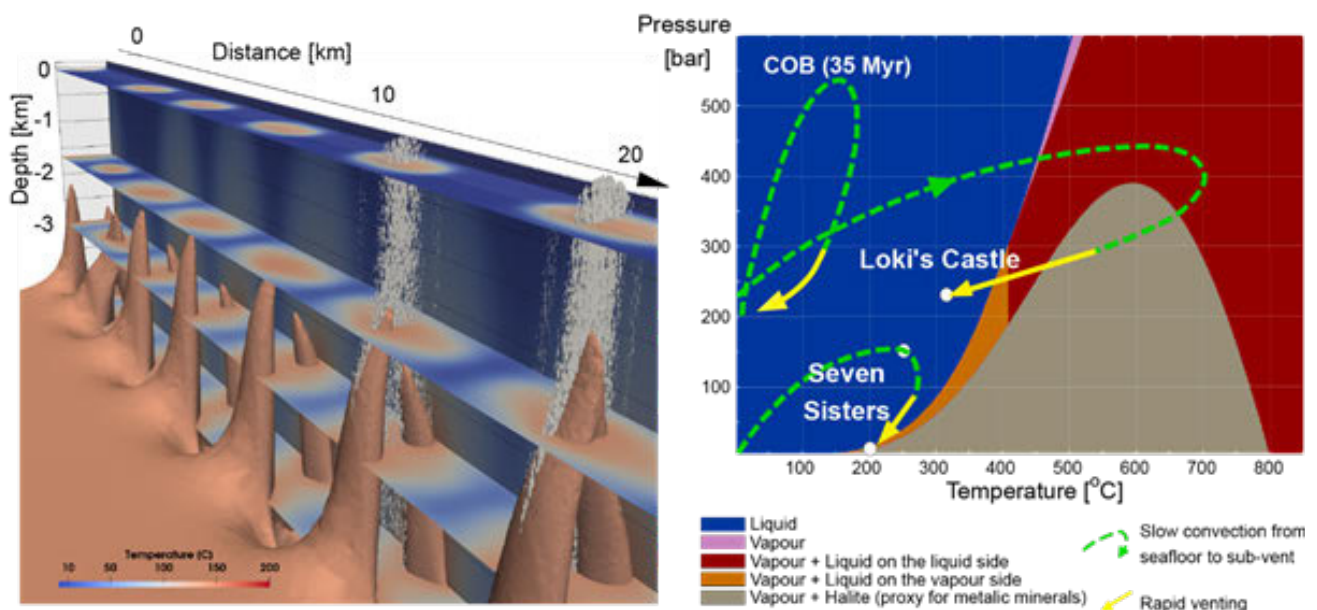 0
Distance [km]
10
20
Depth [km]
0
-1
-2
-3
Temperature (C)
10 50 100 150 200
Pressure
[bar]
COB (35 Myr)
500
400
300
200
100
Loki's Castle
Seven
Sisters
100 200 300 400 500 600 700 800
Temperature [°C]
Liquid
Vapour
Vapour + Liquid on the liquid side
Vapour + Liquid on the vapour side
Vapour + Halite (proxy for metalic minerals)
Slow convection from
seafloor to sub-vent
Rapid venting